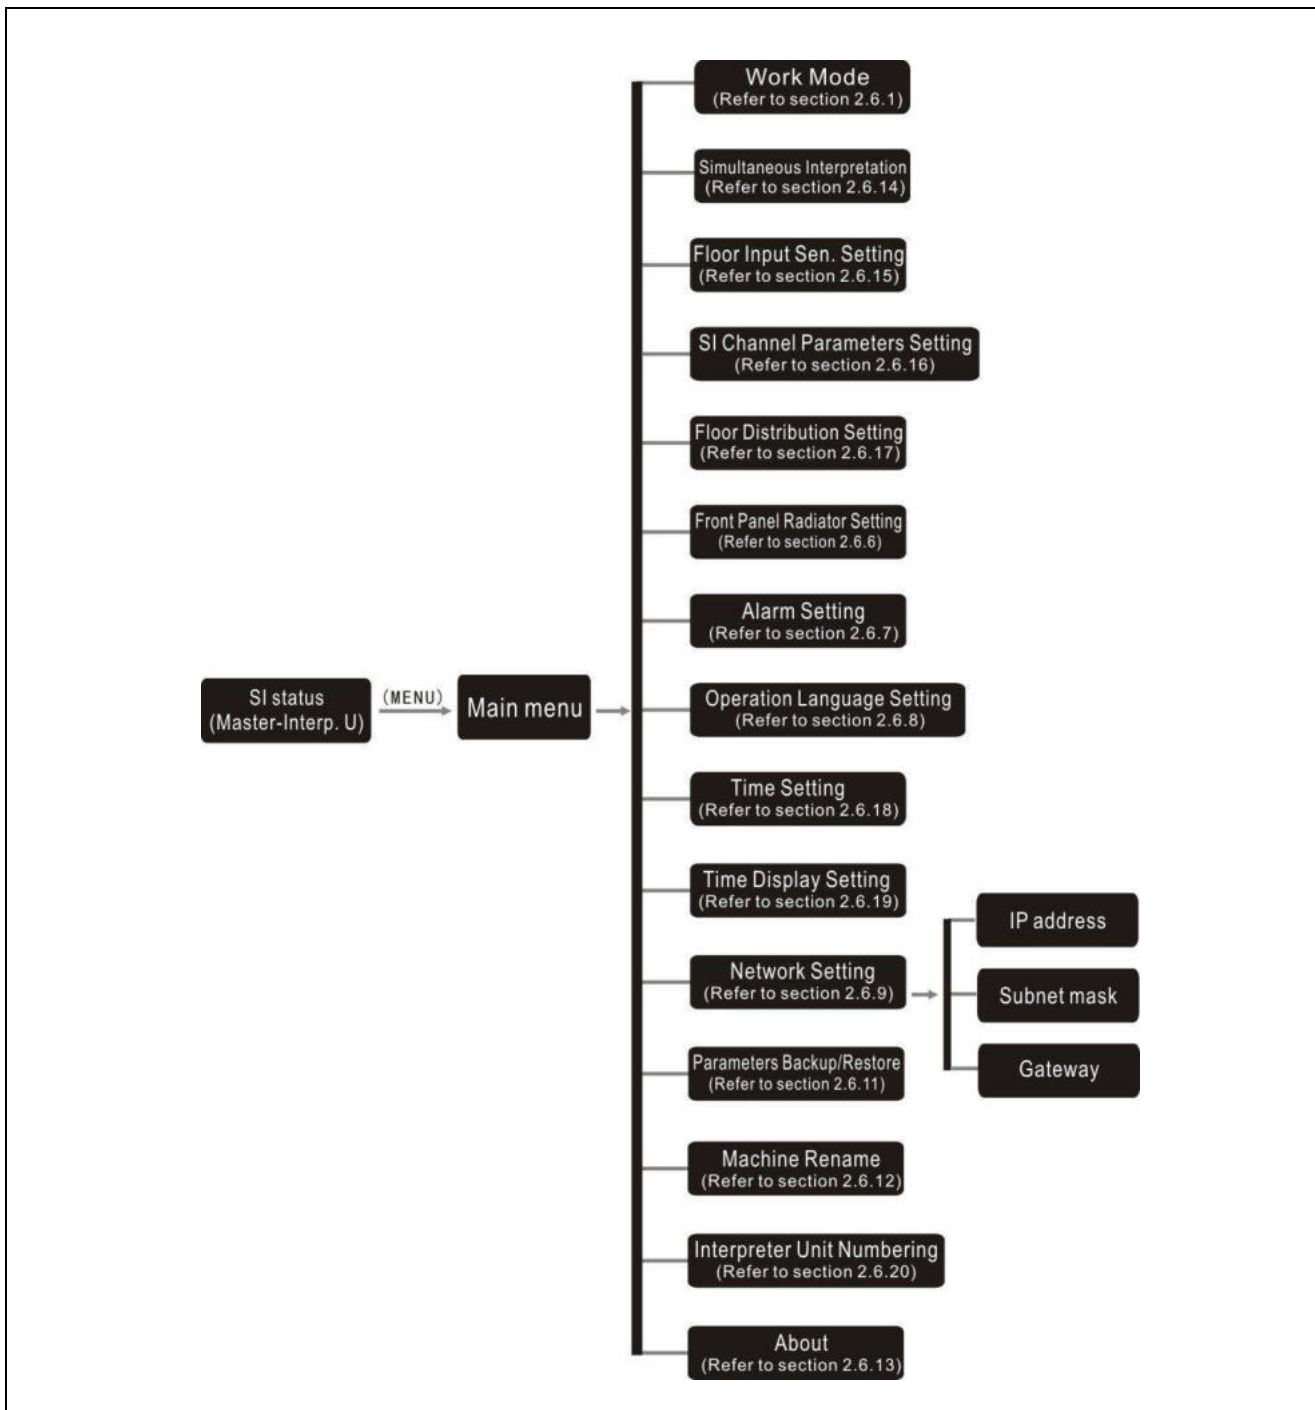 Work Mode
(Refer to section 2.6.1)
Simultaneous Interpretation
(Refer to section 2.6.14)
Floor Input Sen. Setting
(Refer to section 2.6.15)
SI Channel Parameters Setting
(Refer to section 2.6.16)
Floor Distribution Setting
(Refer to section 2.6.17)
Front Panel Radiator Setting
(Refer to section 2.6.6)
Alarm Setting
(Refer to section 2.6.7)
SI status
(Master-Interp. U)
(MENU)
Main menu
Operation Language Setting
(Refer to section 2.6.8)
Time Setting
(Refer to section 2.6.18)
Time Display Setting
(Refer to section 2.6.19)
Network Setting
(Refer to section 2.6.9)
IP address
Subnet mask
Gateway
Parameters Backup/Restore
(Refer to section 2.6.11)
Machine Rename
(Refer to section 2.6.12)
Interpreter Unit Numbering
(Refer to section 2.6.20)
About
(Refer to section 2.6.13)